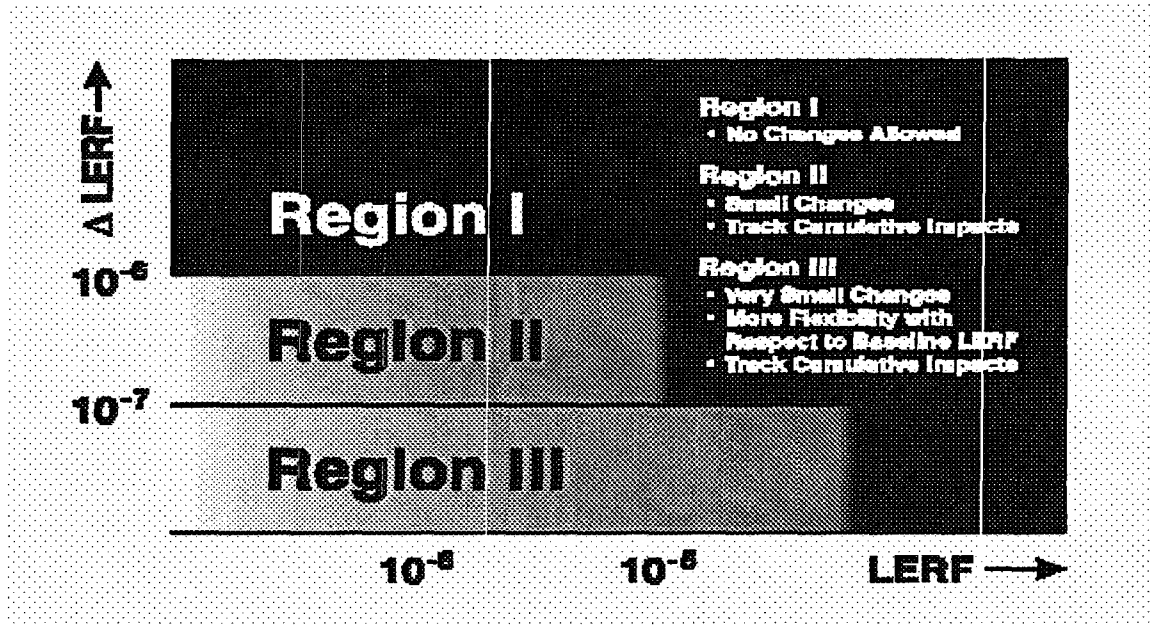 Δ LERF→
Region I
• No Changes Allowed
Region II
• Small Changes
• Track Cumulative Impacts
Region III
• Very Small Changes
• More Flexibility with
Respect to Baseline LERF
• Track Cumulative Impacts
Region I
10⁻⁶
Region II
10⁻⁷
Region III
10⁻⁶
10⁻⁵
LERF →